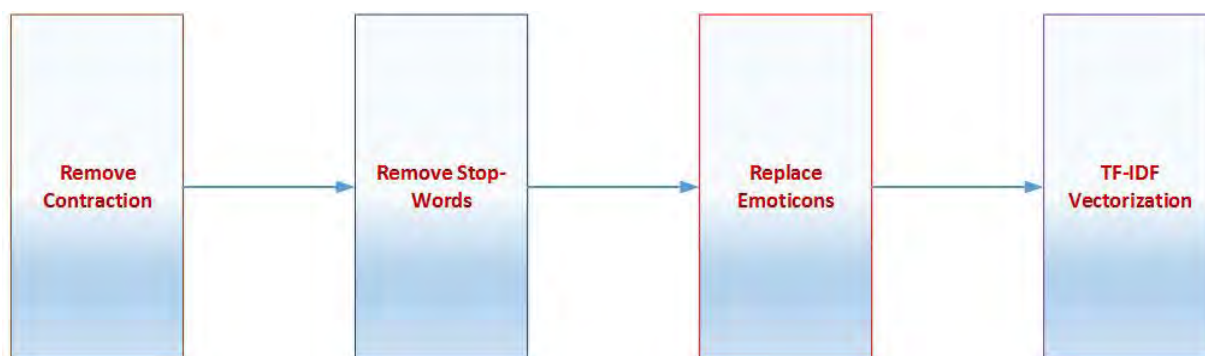 Remove
Contraction
Remove Stop-
Words
Replace
Emoticons
TF-IDF
Vectorization